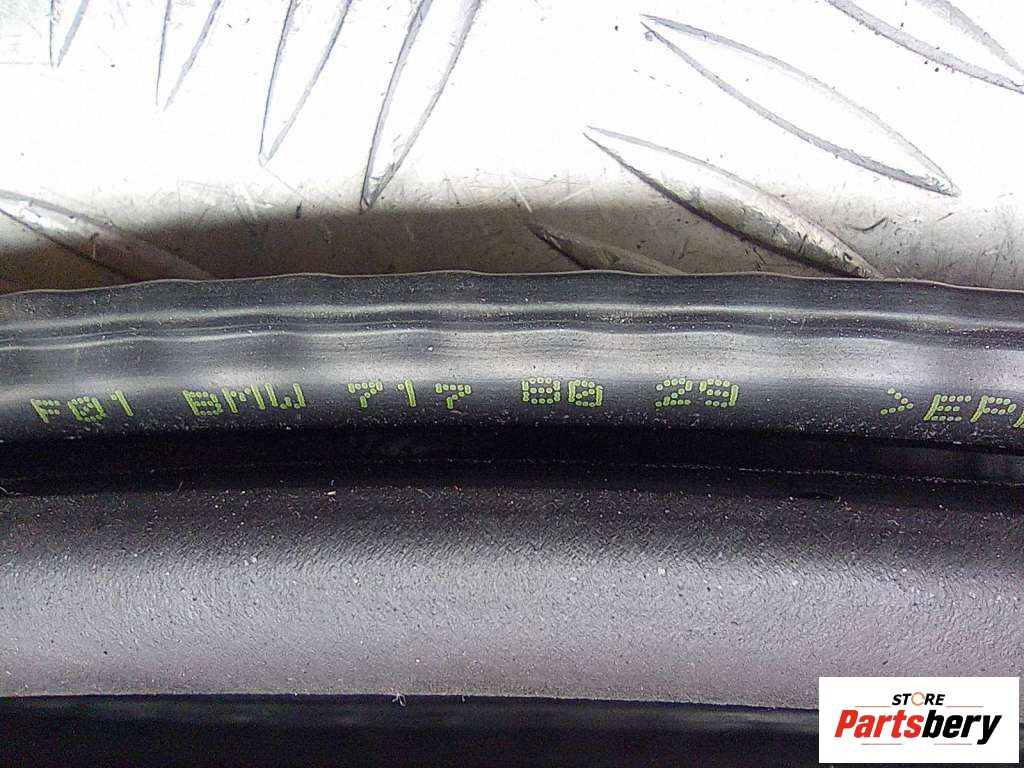 F01 BMW 717 80 29 >EP
STORE
Partsbery